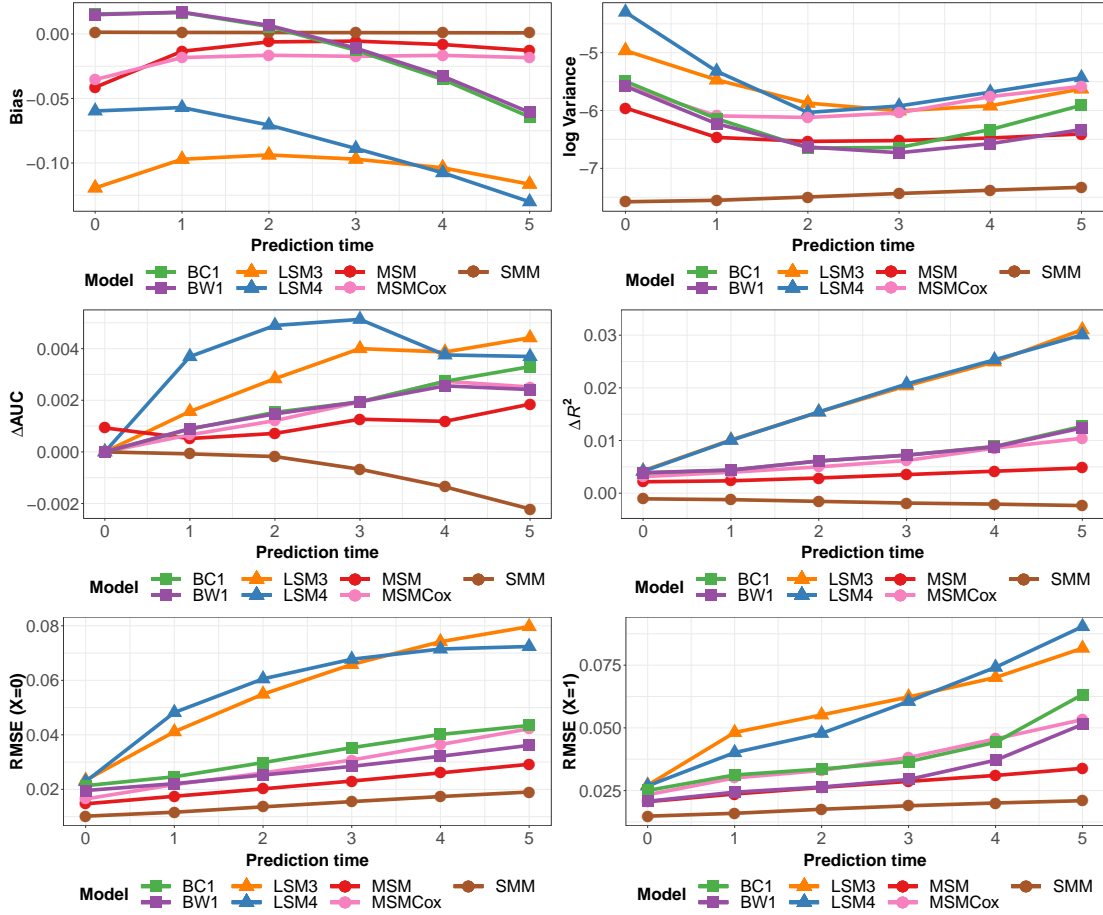 Bias
0.00
−0.05
−0.10
0 1 2 3 4 5
Prediction time
Model BC1 LSM3 MSM SMM
BW1 LSM4 MSMCox
log Variance
−5
−6
−7
0 1 2 3 4 5
Prediction time
Model BC1 LSM3 MSM SMM
BW1 LSM4 MSMCox
ΔAUC
0.004
0.002
0.000
−0.002
0 1 2 3 4 5
Prediction time
Model BC1 LSM3 MSM SMM
BW1 LSM4 MSMCox
ΔR²
0.03
0.02
0.01
0.00
0 1 2 3 4 5
Prediction time
Model BC1 LSM3 MSM SMM
BW1 LSM4 MSMCox
RMSE (X=0)
0.08
0.06
0.04
0.02
0 1 2 3 4 5
Prediction time
Model BC1 LSM3 MSM SMM
BW1 LSM4 MSMCox
RMSE (X=1)
0.075
0.050
0.025
0 1 2 3 4 5
Prediction time
Model BC1 LSM3 MSM SMM
BW1 LSM4 MSMCox